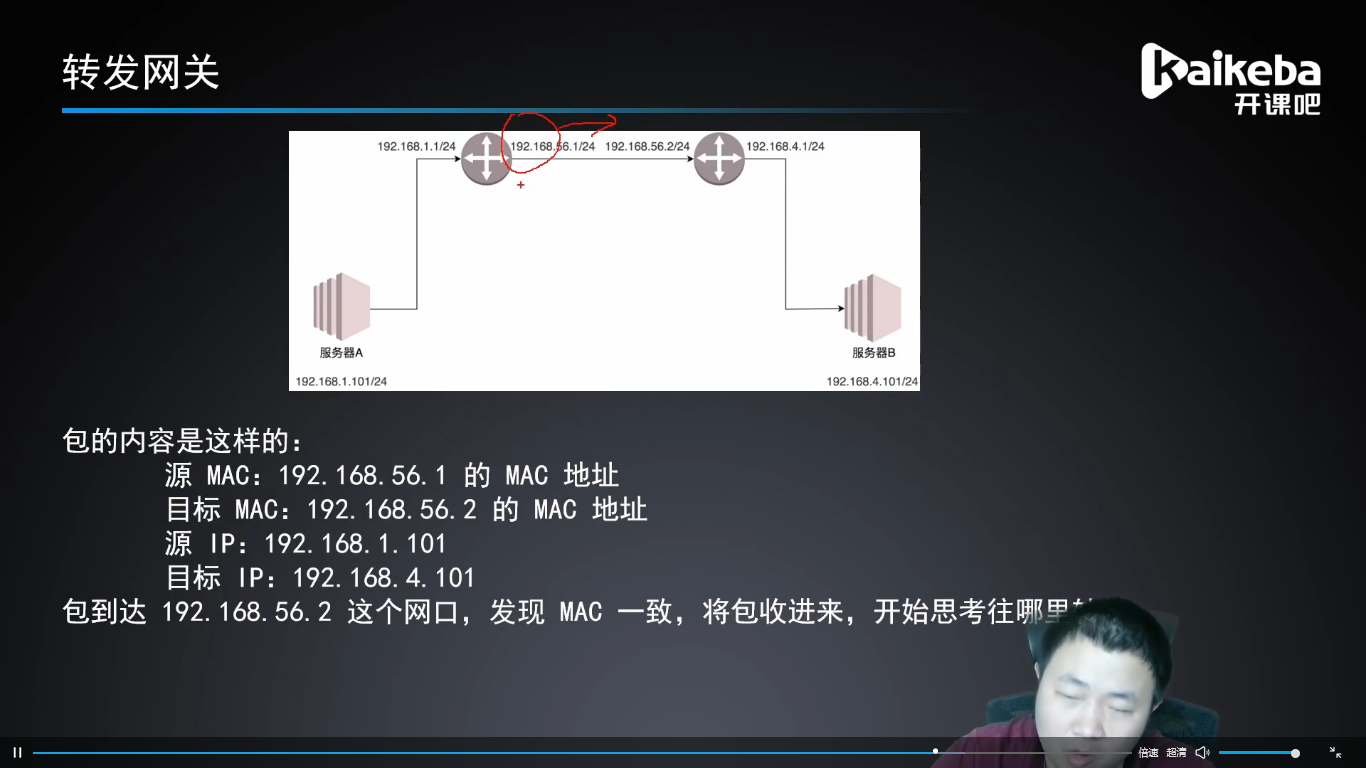 转发网关
Kaikeba
开课吧
192.168.1.1/24
192.168.56.1/24
192.168.56.2/24
192.168.4.1/24
服务器A
服务器B
192.168.1.101/24
192.168.4.101/24
包的内容是这样的:
源 MAC: 192.168.56.1 的 MAC 地址
目标 MAC: 192.168.56.2 的 MAC 地址
源 IP: 192.168.1.101
目标 IP: 192.168.4.101
包到达 192.168.56.2 这个网口, 发现 MAC 一致, 将包收进来, 开始思考往哪里
倍速 超清